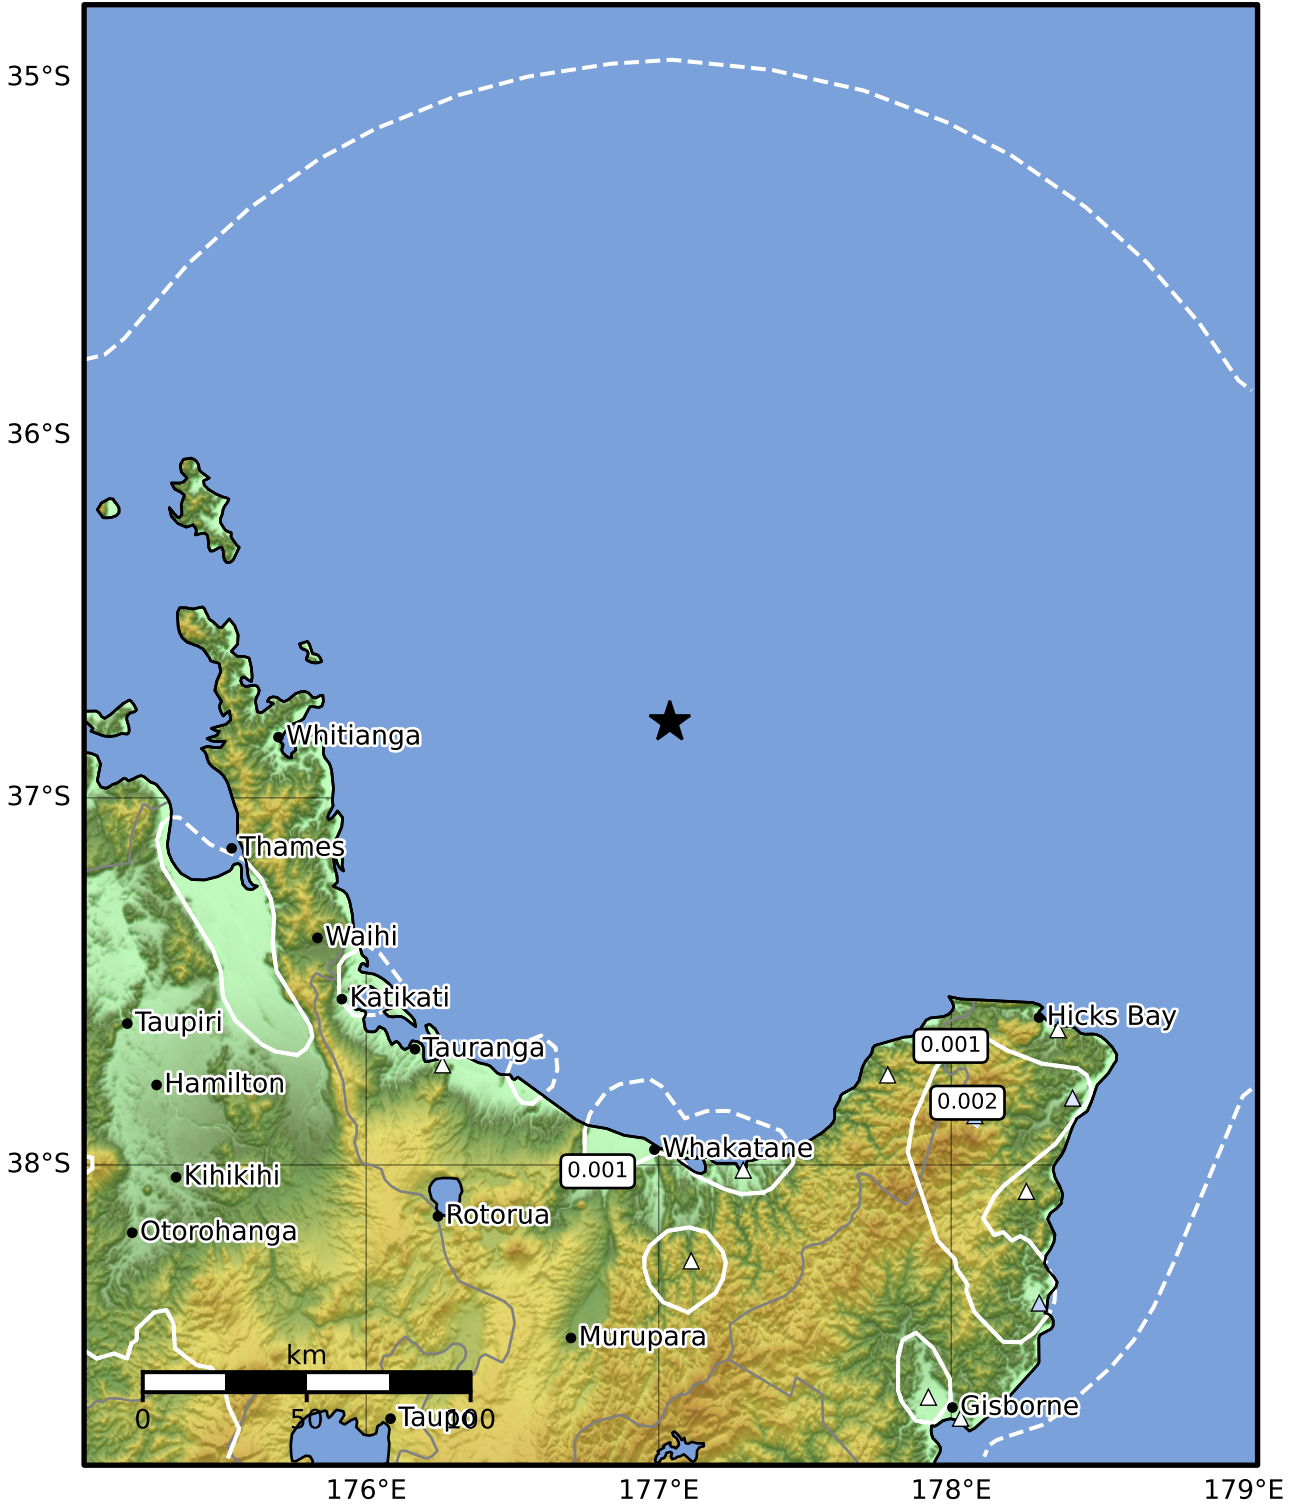 35°S
36°S
Whitianga
37°S
Thames
Waihi
Katikati
Hicks Bay
Taupiri
Tauranga
0.001
Hamilton
0.002
Whakatane
38°S
0.001
Kihikihi
Rotorua
Otorohanga
Murupara
km
Gisborne
0
50
100
Taupo
176°E
177°E
178°E
179°E